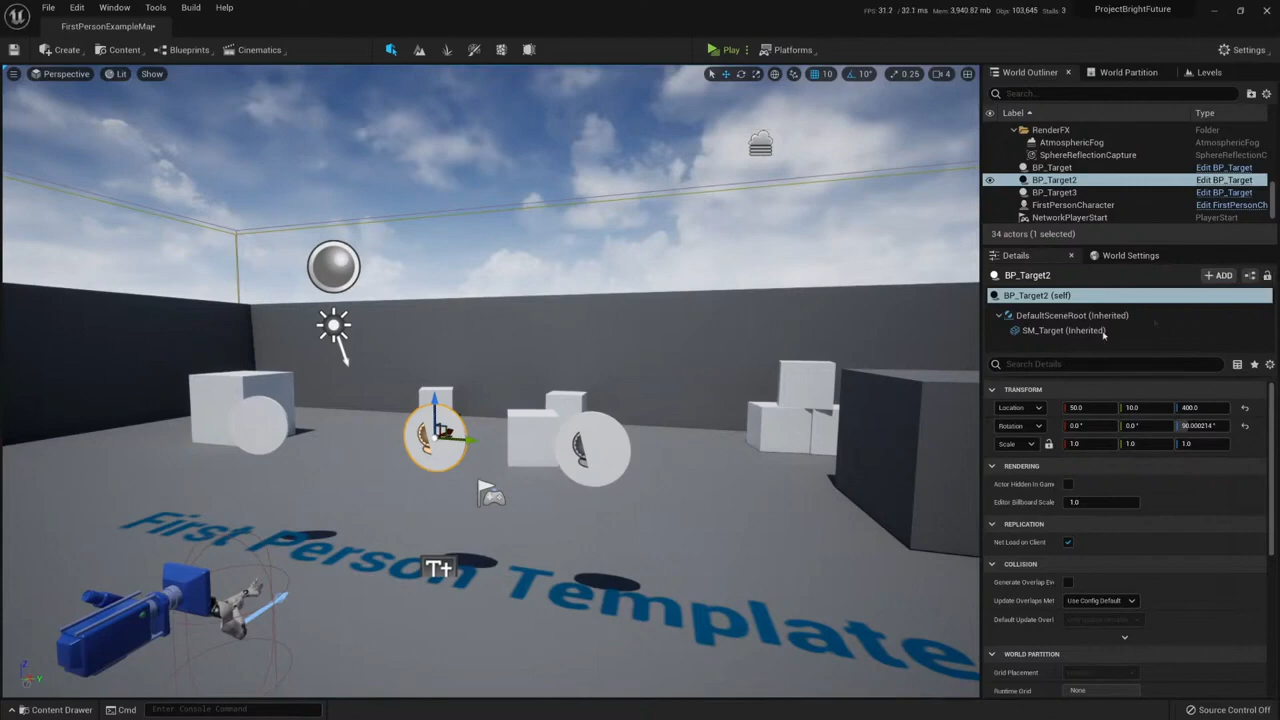 File Edit Window Tools Build Help
FPS: 31.2 / 32.1 ms Mem: 3,940.82 mb Objs: 103,645 Stalls: 3
ProjectBrightFuture
FirstPersonExampleMap•
Create Content Blueprints Cinematics Play Platforms Settings
Perspective Lit Show
10 10° 0.25 4
World Outliner World Partition Levels
Search...
Label Type
RenderFX Folder
AtmosphericFog AtmosphericFog
SphereReflectionCapture SphereReflectionC
BP_Target Edit BP_Target
BP_Target2 Edit BP_Target
BP_Target3 Edit BP_Target
FirstPersonCharacter Edit FirstPersonCh
NetworkPlayerStart PlayerStart
34 actors (1 selected)
Details World Settings
BP_Target2
+ ADD
BP_Target2 (self)
DefaultSceneRoot (Inherited)
SM_Target (Inherited)
Search Details
TRANSFORM
Location 50.0 10.0 400.0
Rotation 0.0° 0.0° 90.000214°
Scale 1.0 1.0 1.0
RENDERING
Actor Hidden In Gam
Editor Billboard Scale 1.0
REPLICATION
Net Load on Client
COLLISION
Generate Overlap Eve
Update Overlaps Met Use Config Default
Default Update Overl
WORLD PARTITION
Grid Placement
Runtime Grid None
First Person Template
T+
Z
Y
Content Drawer Cmd Enter Console Command
Source Control Off